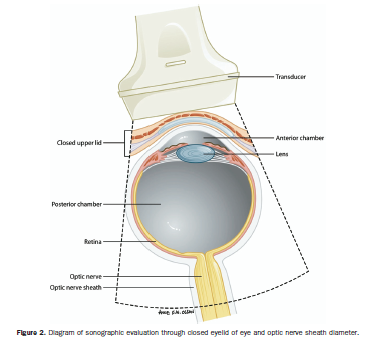 Transducer
Anterior chamber
Closed upper lid
Lens
Posterior chamber
Retina
Optic nerve
Optic nerve sheath
Figure 2. Diagram of sonographic evaluation through closed eyelid of eye and optic nerve sheath diameter.